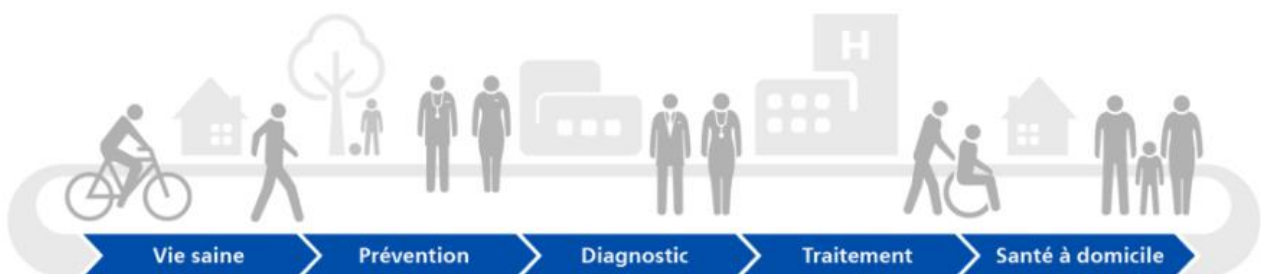 H
Vie saine
Prévention
Diagnostic
Traitement
Santé à domicile